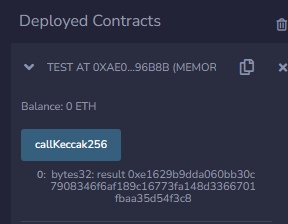 Deployed Contracts
TEST AT 0XAE0...96B8B (MEMOR
Balance: 0 ETH
callKeccak256
0: bytes32: result 0xe1629b9dda060bb30c
7908346f6af189c16773fa148d3366701
fbaa35d54f3c8